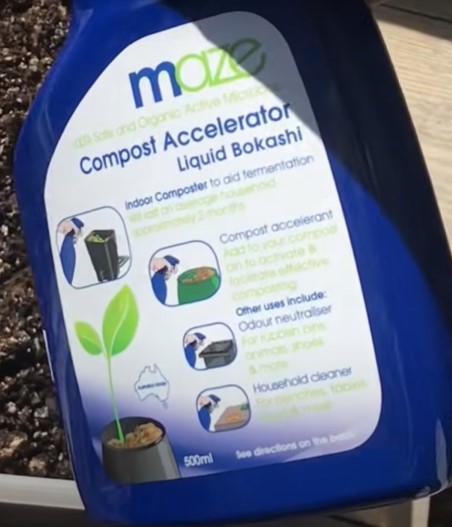 maze
100% Safe and Organic Active Microbes
Compost Accelerator
Liquid Bokashi
Indoor Composter to aid fermentation
Will last an average household
approximately 2 months
Compost accelerant
Add to your compost
bin to activate &
facilitate effective
composting
Other uses include:
Odour neutraliser
For rubbish bins,
animals, shoes
& more
Household cleaner
For benches, tables,
& more
500ml
See directions on the back